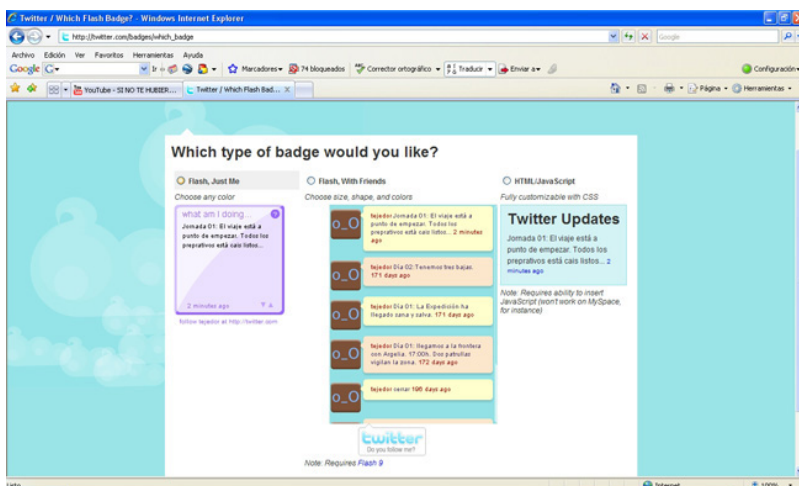 Twitter / Which Flash Badge? - Windows Internet Explorer
http://twitter.com/badges/which_badge
Google
Archivo Edición Ver Favoritos Herramientas Ayuda
Google G Ir Marcadores 74 bloqueados Corrector ortográfico Traducir Enviar a Configuración
YouTube - SI NO TE HUBIER... Twitter / Which Flash Bad... X Página Herramientas
Which type of badge would you like?
Flash, Just Me
Choose any color
what am I doing... ?
Jornada 01: El viaje está a
punto de empezar. Todos los
preprativos está cais listos...
2 minutes ago
follow tejedor at http://twitter.com
Flash, With Friends
Choose size, shape, and colors
o_O
tejedor Jornada 01: El viaje está a
punto de empezar. Todos los
preprativos está cais listos... 2 minutes
ago
o_O
tejedor Día 02: Tenemos tres bajas.
171 days ago
o_O
tejedor Día 01: La Expedición ha
llegado sana y salva. 171 days ago
o_O
tejedor Día 01: llegamos a la frontera
con Argelia. 17:00h. Dos patrullas
vigilan la zona. 172 days ago
o_O
tejedor cenar 196 days ago
twitter
Do you follow me?
Note: Requires Flash 9
HTML/JavaScript
Fully customizable with CSS
Twitter Updates
Jornada 01: El viaje está a
punto de empezar. Todos los
preprativos está cais listos... 2
minutes ago
Note: Requires ability to insert
JavaScript (won't work on MySpace,
for instance)
Listo Internet 100%